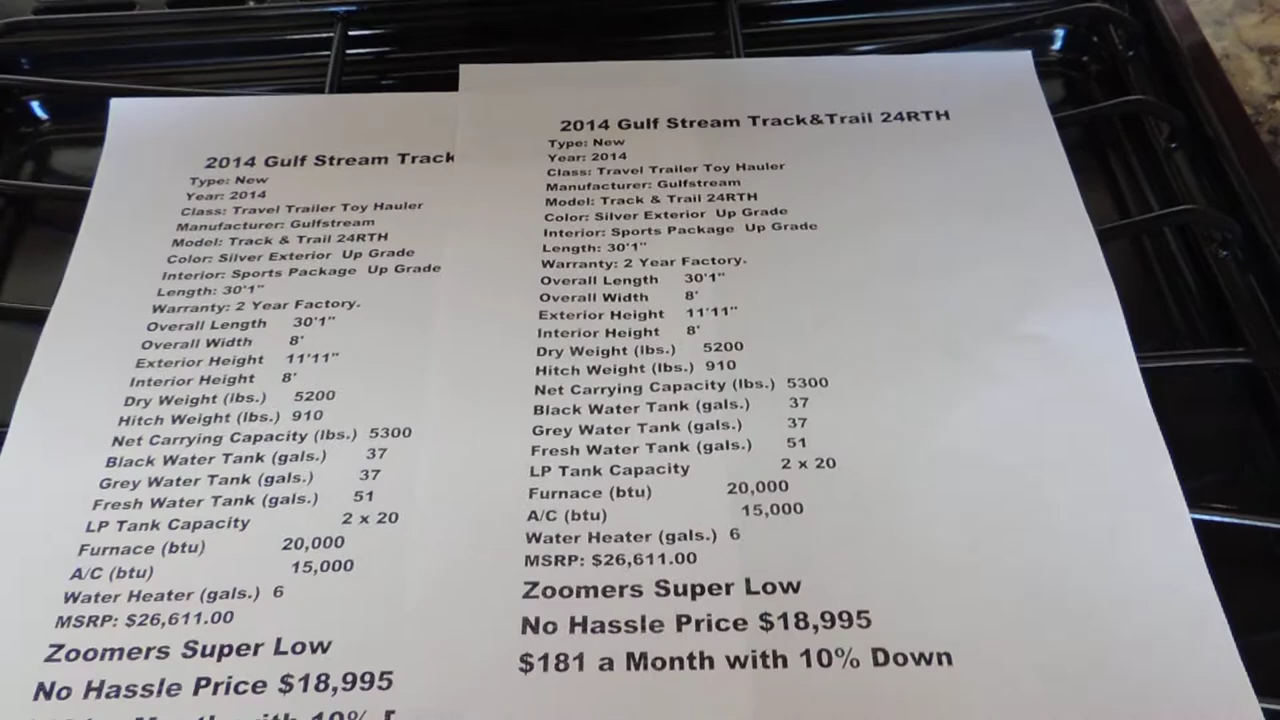 2014 Gulf Stream Track
Type: New
Year: 2014
Class: Travel Trailer Toy Hauler
Manufacturer: Gulfstream
Model: Track & Trail 24RTH
Color: Silver Exterior Up Grade
Interior: Sports Package Up Grade
Length: 30'1"
Warranty: 2 Year Factory.
Overall Length 30'1"
Overall Width 8'
Exterior Height 11'11"
Interior Height 8'
Dry Weight (lbs.) 5200
Hitch Weight (lbs.) 910
Net Carrying Capacity (lbs.) 5300
Black Water Tank (gals.) 37
Grey Water Tank (gals.) 37
Fresh Water Tank (gals.) 51
LP Tank Capacity 2 x 20
Furnace (btu) 20,000
A/C (btu) 15,000
Water Heater (gals.) 6
MSRP: $26,611.00
Zoomers Super Low
No Hassle Price $18,995
2014 Gulf Stream Track&Trail 24RTH
Type: New
Year: 2014
Class: Travel Trailer Toy Hauler
Manufacturer: Gulfstream
Model: Track & Trail 24RTH
Color: Silver Exterior Up Grade
Interior: Sports Package Up Grade
Length: 30'1"
Warranty: 2 Year Factory.
Overall Length 30'1"
Overall Width 8'
Exterior Height 11'11"
Interior Height 8'
Dry Weight (lbs.) 5200
Hitch Weight (lbs.) 910
Net Carrying Capacity (lbs.) 5300
Black Water Tank (gals.) 37
Grey Water Tank (gals.) 37
Fresh Water Tank (gals.) 51
LP Tank Capacity 2 x 20
Furnace (btu) 20,000
A/C (btu) 15,000
Water Heater (gals.) 6
MSRP: $26,611.00
Zoomers Super Low
No Hassle Price $18,995
$181 a Month with 10% Down